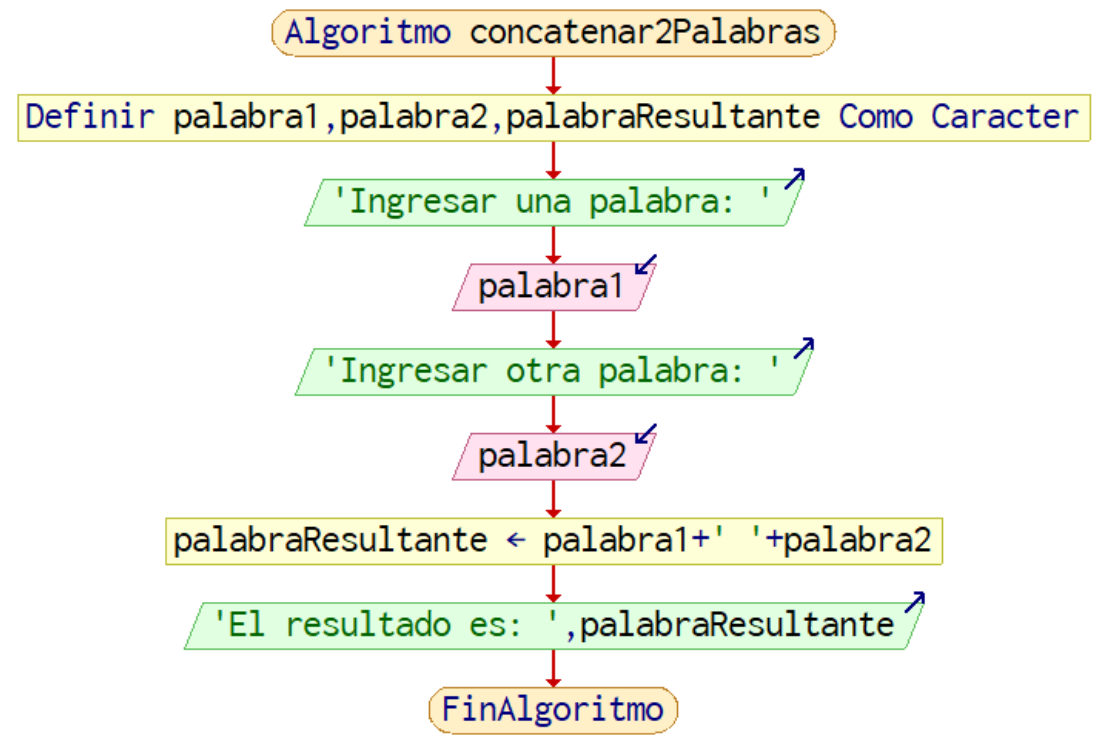 Algoritmo concatenar2Palabras
Definir palabra1,palabra2,palabraResultante Como Caracter
'Ingresar una palabra: '
palabra1
'Ingresar otra palabra: '
palabra2
palabraResultante ← palabra1+' '+palabra2
'El resultado es: ',palabraResultante
FinAlgoritmo